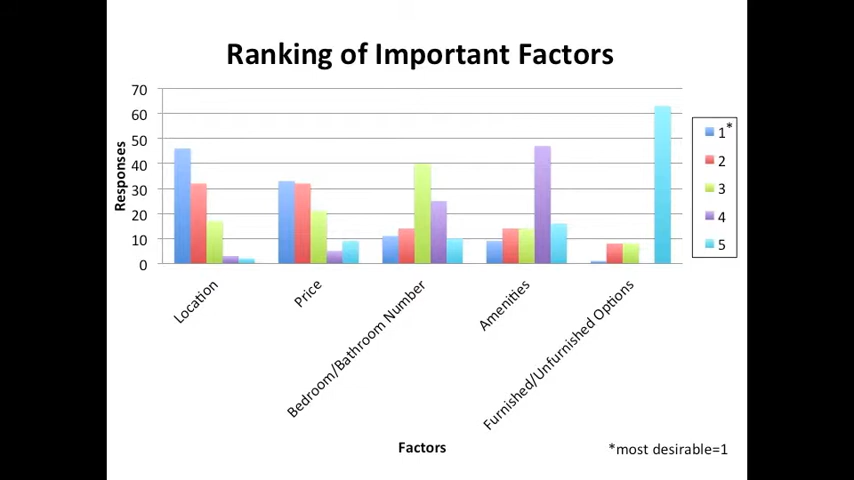 Ranking of Important Factors
Responses
70
60
50
40
30
20
10
0
1*
2
3
4
5
Location
Price
Bedroom/Bathroom Number
Amenities
Furnished/Unfurnished Options
Factors
*most desirable=1